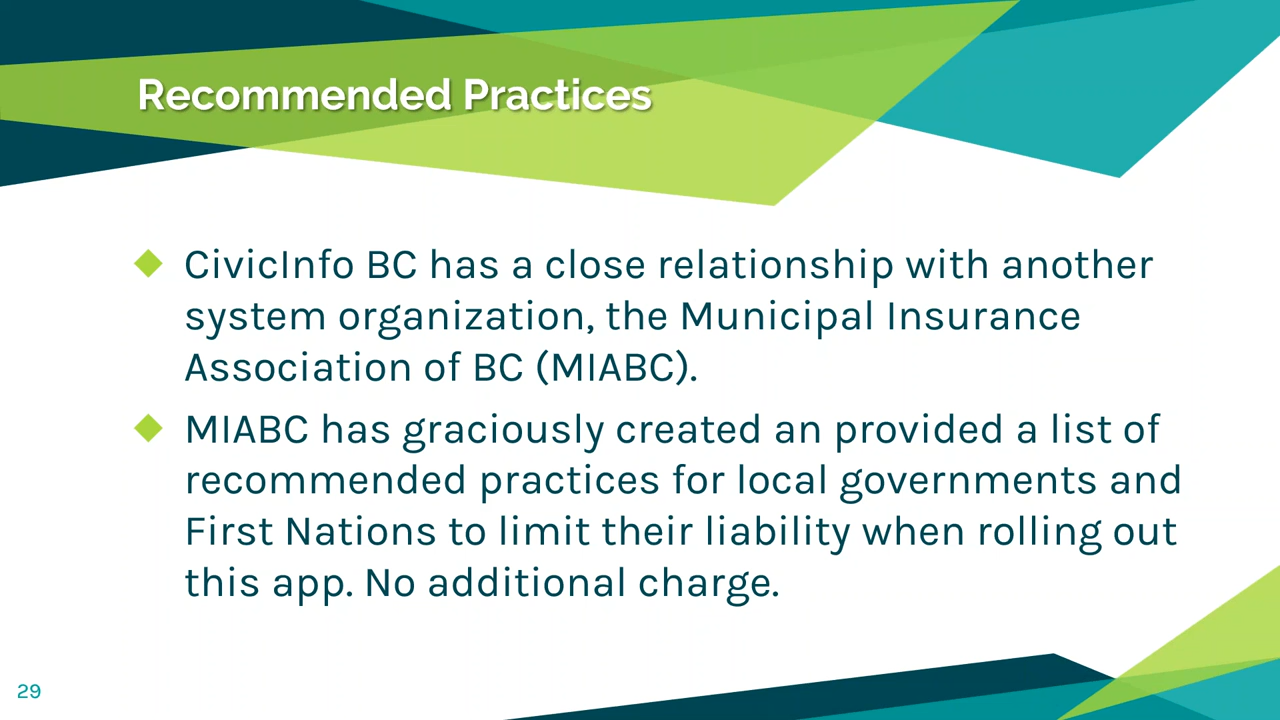 Recommended Practices
CivicInfo BC has a close relationship with another
system organization, the Municipal Insurance
Association of BC (MIABC).
MIABC has graciously created an provided a list of
recommended practices for local governments and
First Nations to limit their liability when rolling out
this app. No additional charge.
29